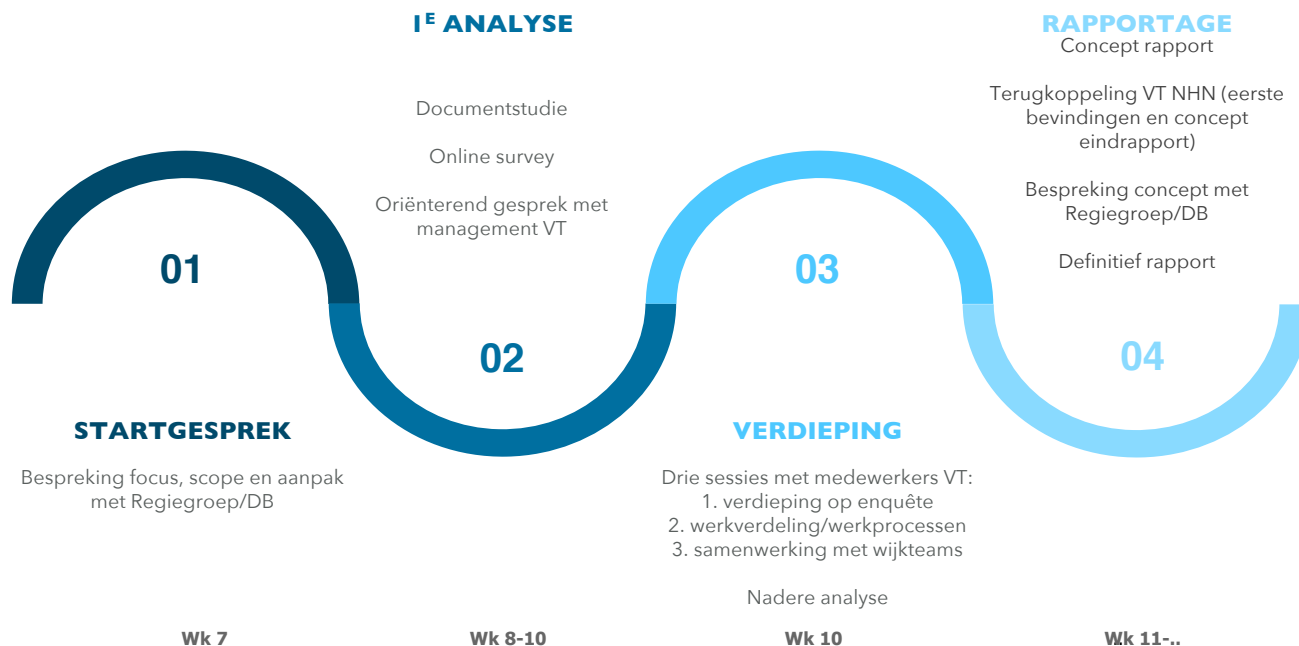 01
STARTGESPREK
Bespreking focus, scope en aanpak
met Regiegroep/DB
Wk 7
1E ANALYSE
Documentstudie
Online survey
Oriënterend gesprek met
management VT
02
Wk 8-10
03
VERDIEPING
Drie sessies met medewerkers VT:
1. verdieping op enquête
2. werkverdeling/werkprocessen
3. samenwerking met wijkteams
Nadere analyse
Wk 10
RAPPORTAGE
Concept rapport
Terugkoppeling VT NHN (eerste
bevindingen en concept
eindrapport)
Bespreking concept met
Regiegroep/DB
Definitief rapport
04
Wk 11-..